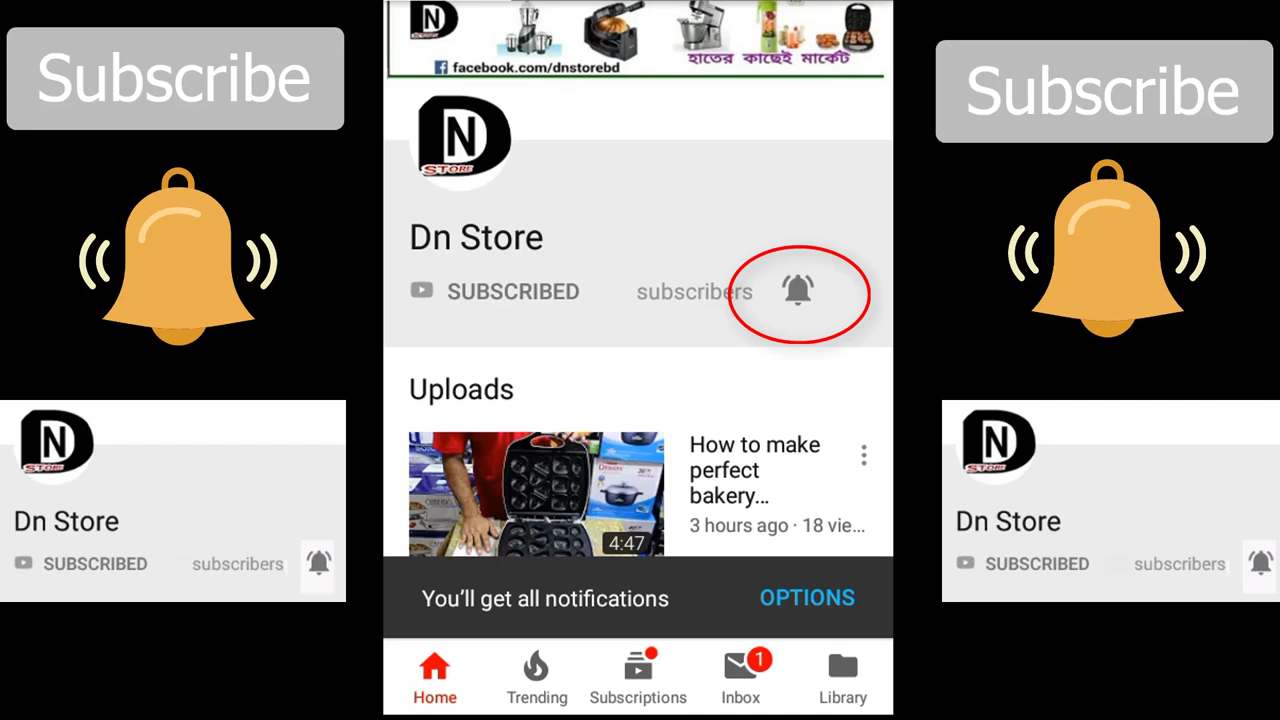 Subscribe
DN
STORE
Dn Store
SUBSCRIBED subscribers
DN
facebook.com/dnstorebd
হাতের কাছেই মার্কেট
DN
STORE
Dn Store
SUBSCRIBED subscribers
Uploads
4:47
How to make
perfect
bakery...
3 hours ago · 18 vie...
You'll get all notifications OPTIONS
Home Trending Subscriptions Inbox 1 Library
Subscribe
DN
STORE
Dn Store
SUBSCRIBED subscribers